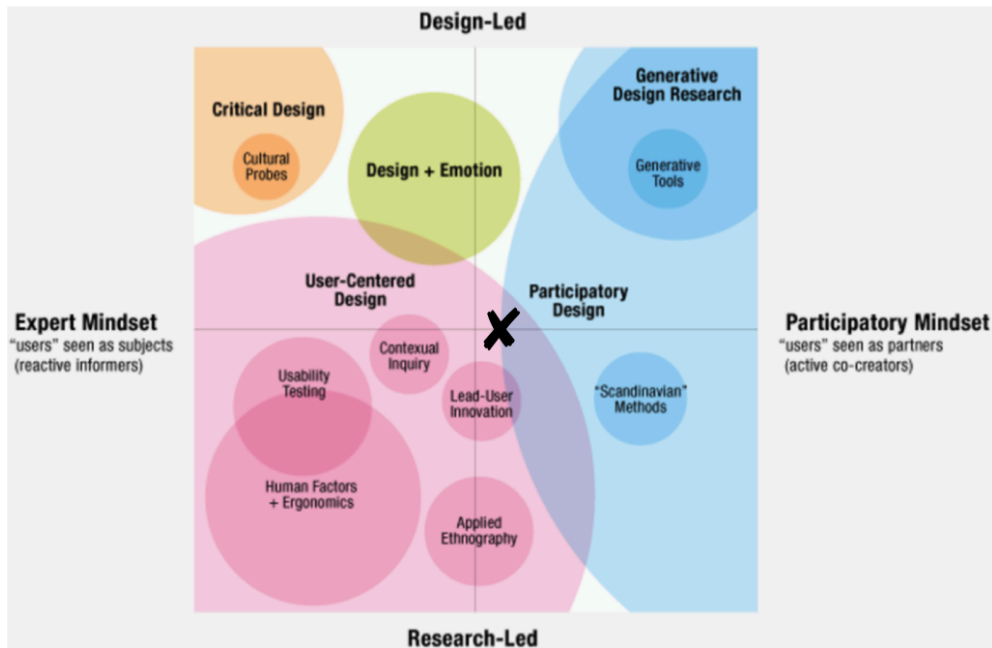 Design-Led
Critical Design
Cultural
Probes
Design + Emotion
Generative
Design Research
Generative
Tools
User-Centered
Design
Participatory
Design
Expert Mindset
"users" seen as subjects
(reactive informers)
Participatory Mindset
"users" seen as partners
(active co-creators)
Contexual
Inquiry
Usability
Testing
Lead-User
Innovation
"Scandinavian"
Methods
Human Factors
+ Ergonomics
Applied
Ethnography
Research-Led